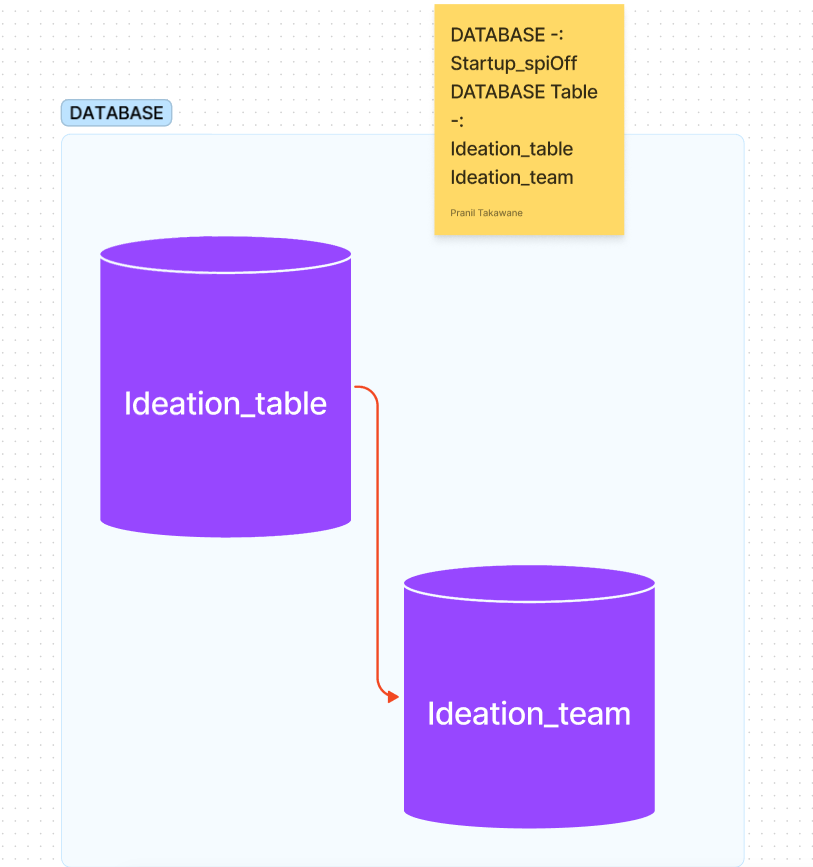 DATABASE -:
Startup_spiOff
DATABASE Table
-:
Ideation_table
Ideation_team
Pranil Takawane
DATABASE
Ideation_table
Ideation_team